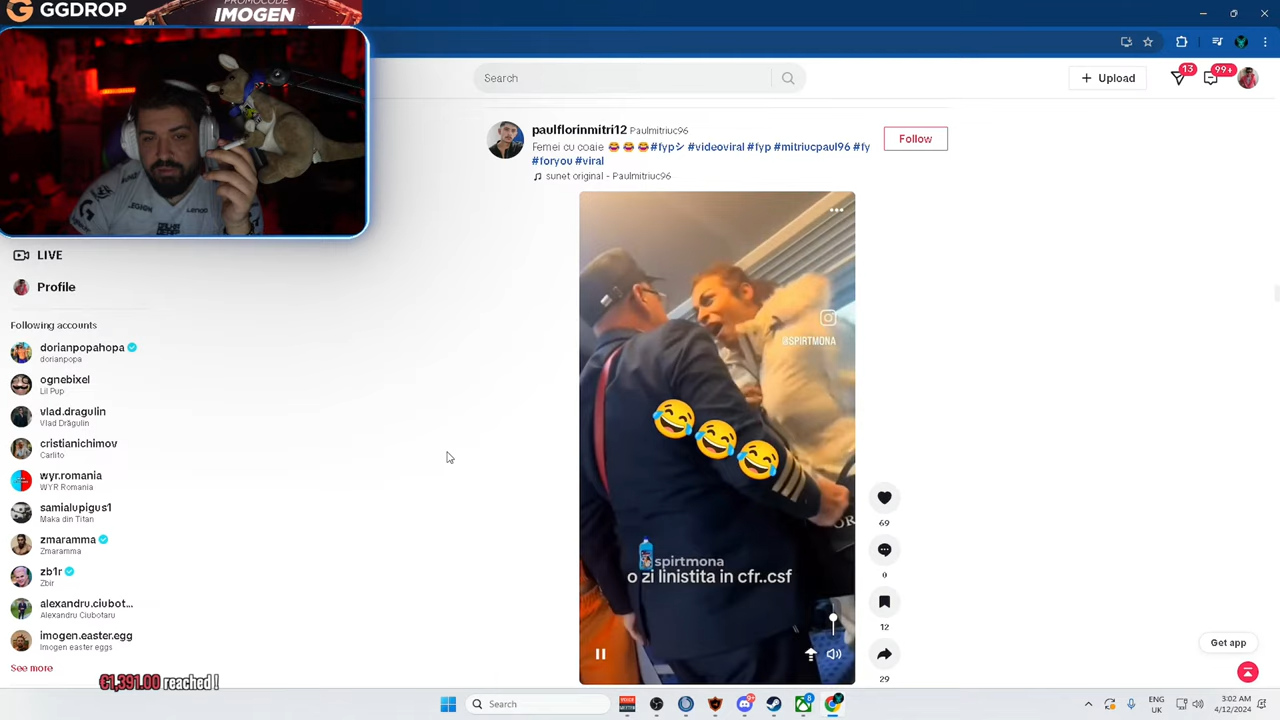 GGDROP
PROMOCODE
IMOGEN
LEGION
Lenovo
Search
Upload
13
99+
LIVE
Profile
Following accounts
dorianpopahopa
dorianpopa
ognebixel
Lil Pup
vlad.dragulin
Vlad Drăgulin
cristianichimov
Carlito
wyr.romania
WYR Romania
samialupigus1
Maka din Titan
zmaramma
Zmaramma
zb1r
Zbir
alexandru.ciubot...
Alexandru Ciubotaru
imogen.easter.egg
Imogen easter eggs
See more
€1,391.00 reached !
paulflorinmitri12 Paulmitriuc96
Follow
Femei cu coaie 😂 😂 😂#fypシ #videoviral #fyp #mitriucpaul96 #fy
#foryou #viral
sunet original - Paulmitriuc96
@SPIRTMONA
spirtmona
o zi linistita in cfr..csf
69
0
12
29
Get app
Search
9+
8
ENG
UK
3:02 AM
4/12/2024